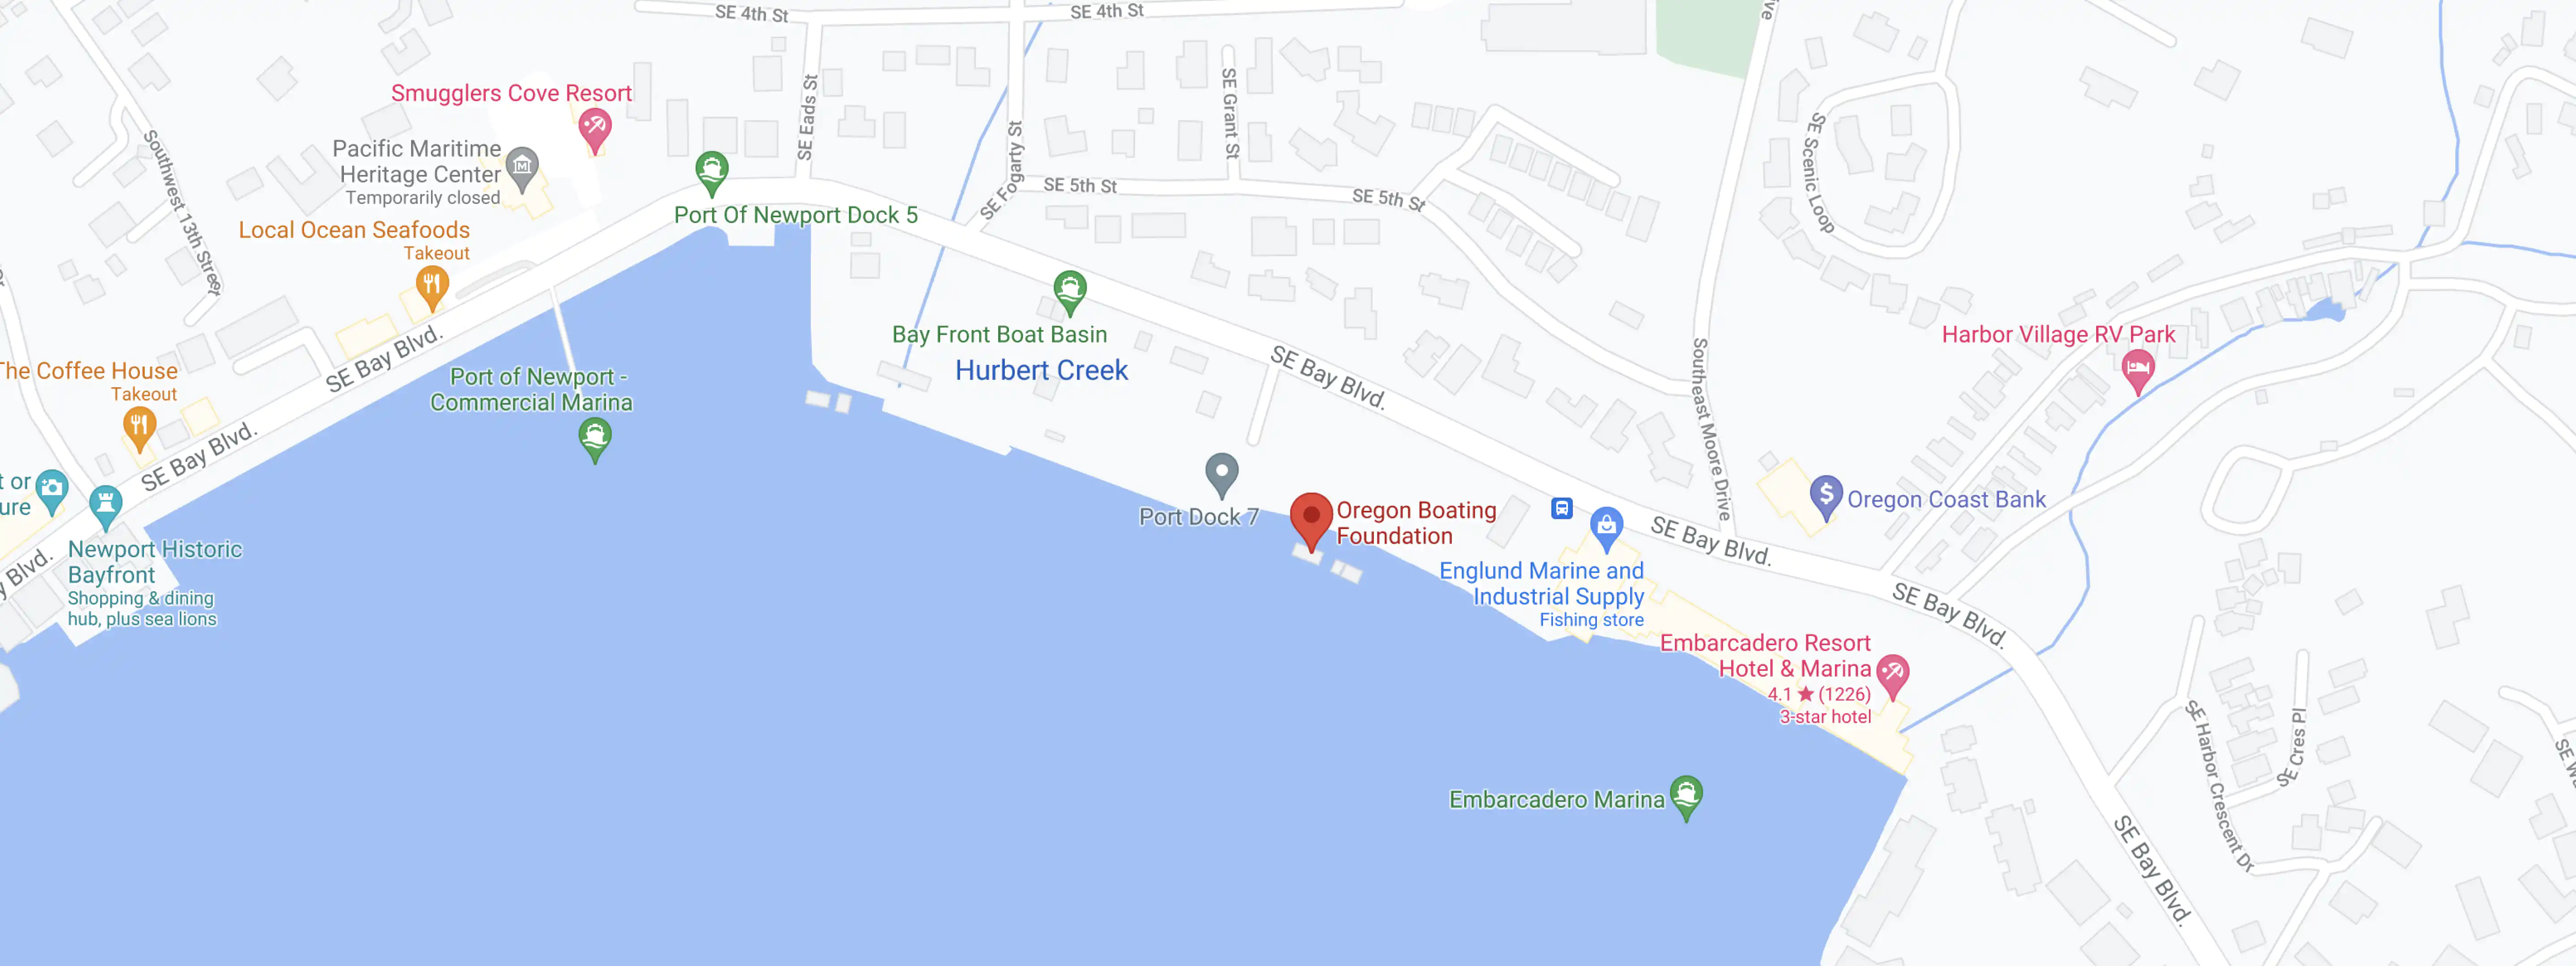 SE 4th St
SE 4th St
Smugglers Cove Resort
SE Eads St
SE Grant St
SE Scenic Loop
Southwest 13th Street
Pacific Maritime
Heritage Center
Temporarily closed
SE Fogarty St
SE 5th St
SE 5th St
Port Of Newport Dock 5
Local Ocean Seafoods
Takeout
Bay Front Boat Basin
Hurbert Creek
Harbor Village RV Park
SE Bay Blvd.
SE Bay Blvd.
Southeast Moore Drive
The Coffee House
Takeout
Port of Newport -
Commercial Marina
SE Bay Blvd.
Port Dock 7
Oregon Boating
Foundation
Oregon Coast Bank
SE Bay Blvd.
t or
ure
Newport Historic
Bayfront
Shopping & dining
hub, plus sea lions
y Blvd.
Englund Marine and
Industrial Supply
Fishing store
SE Bay Blvd.
Embarcadero Resort
Hotel & Marina
4.1 ★ (1226)
3-star hotel
SE Harbor Crescent Dr
SE Cres Pl
Embarcadero Marina
SE Bay Blvd.